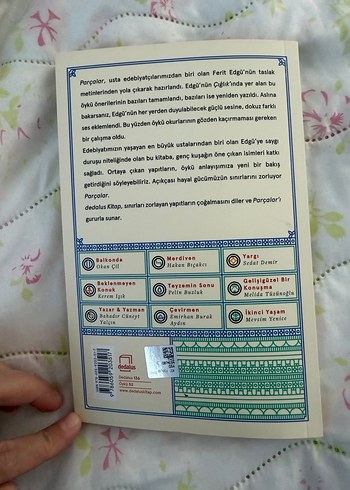 Parçalar, usta edebiyatçılarımızdan biri olan Ferit Edgü'nün taslak
metinlerinden yola çıkarak hazırlandı. Edgü'nün Çığlık'ında yer alan bu
öykü önerilerinin bazıları tamamlandı, bazıları ise yeniden yazıldı. Aslına
bakarsanız, Edgü'nün her yerden duyulabilecek güçlü sesine, dokuz farklı
ses eklemlendi. Bu yüzden öykü okurlarının gözden kaçırmaması gereken
bir çalışma oldu.
Edebiyatımızın yaşayan en büyük ustalarından biri olan Edgü'ye saygı
duruşu niteliğinde olan bu kitaba, genç kuşağın öne çıkan isimleri katkı
sağladı. Ortaya çıkan yapıtların, öykü anlayışımıza yeni bir bakış
getirdiğini söyleyebiliriz. Açıkçası hayal gücümüzün sınırlarını zorluyor
Parçalar.
dedalus Kitap, sınırları zorlayan yapıtların çoğalmasını diler ve Parçalar'ı
gururla sunar.
Balkonda
Okan Çil
Merdiven
Hakan Bıçakcı
Yargı
Sedat Demir
Beklenmeyen
Konuk
Kerem Işık
Teyzemin Sonu
Pelin Buzluk
Gelişigüzel Bir
Konuşma
Melida Tüzünoğlu
Yazar & Yazman
Bahadır Cüneyt
Yalçın
Çevirmen
Emirhan Burak
Aydın
İkinci Yaşam
Mevsim Yenice
dedalus
Dedalus 156
Öykü 32
www.dedaluskitap.com